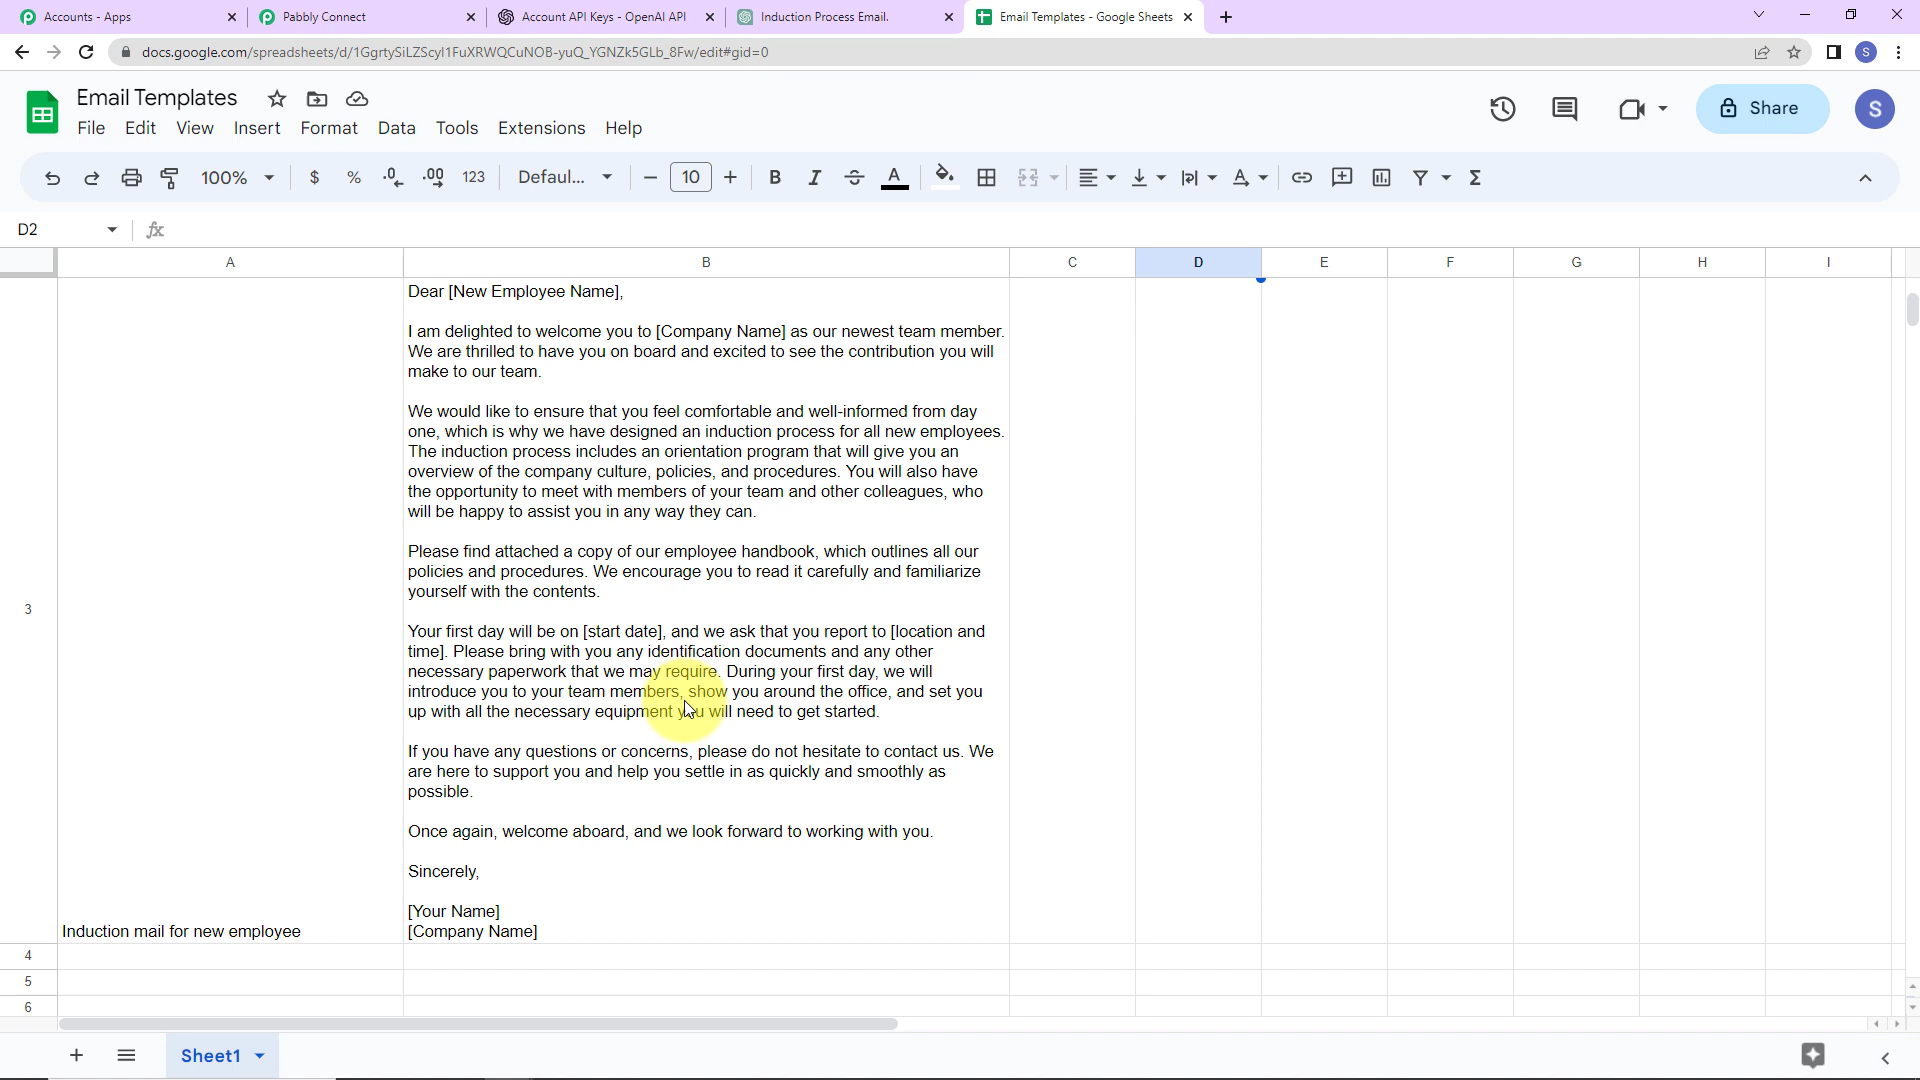 Accounts - Apps
Pabbly Connect
Account API Keys - OpenAI API
Induction Process Email.
Email Templates - Google Sheets
docs.google.com/spreadsheets/d/1GgrtySiLZScyl1FuXRWQCuNOB-yuQ_YGNZk5GLb_8Fw/edit#gid=0
S
Email Templates
File Edit View Insert Format Data Tools Extensions Help
Share
S
100% $ % .0 .00 123 Defaul... 10 B I A
D2
fx
A B C D E F G H I
Dear [New Employee Name],
I am delighted to welcome you to [Company Name] as our newest team member.
We are thrilled to have you on board and excited to see the contribution you will
make to our team.
We would like to ensure that you feel comfortable and well-informed from day
one, which is why we have designed an induction process for all new employees.
The induction process includes an orientation program that will give you an
overview of the company culture, policies, and procedures. You will also have
the opportunity to meet with members of your team and other colleagues, who
will be happy to assist you in any way they can.
Please find attached a copy of our employee handbook, which outlines all our
policies and procedures. We encourage you to read it carefully and familiarize
yourself with the contents.
3
Your first day will be on [start date], and we ask that you report to [location and
time]. Please bring with you any identification documents and any other
necessary paperwork that we may require. During your first day, we will
introduce you to your team members, show you around the office, and set you
up with all the necessary equipment you will need to get started.
If you have any questions or concerns, please do not hesitate to contact us. We
are here to support you and help you settle in as quickly and smoothly as
possible.
Once again, welcome aboard, and we look forward to working with you.
Sincerely,
[Your Name]
Induction mail for new employee
[Company Name]
4
5
6
Sheet1